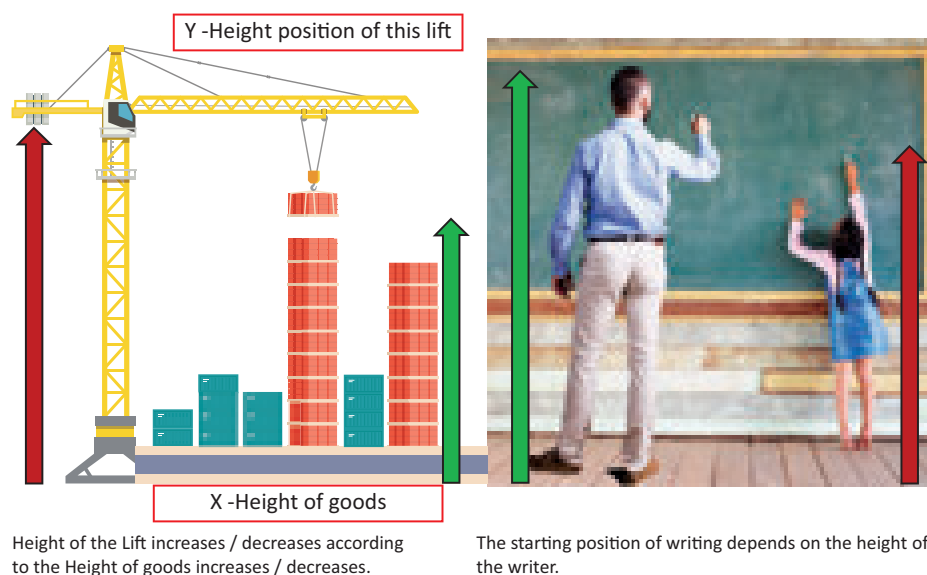 Y -Height position of this lift
X -Height of goods
Height of the Lift increases / decreases according
to the Height of goods increases / decreases.
The starting position of writing depends on the height of
the writer.